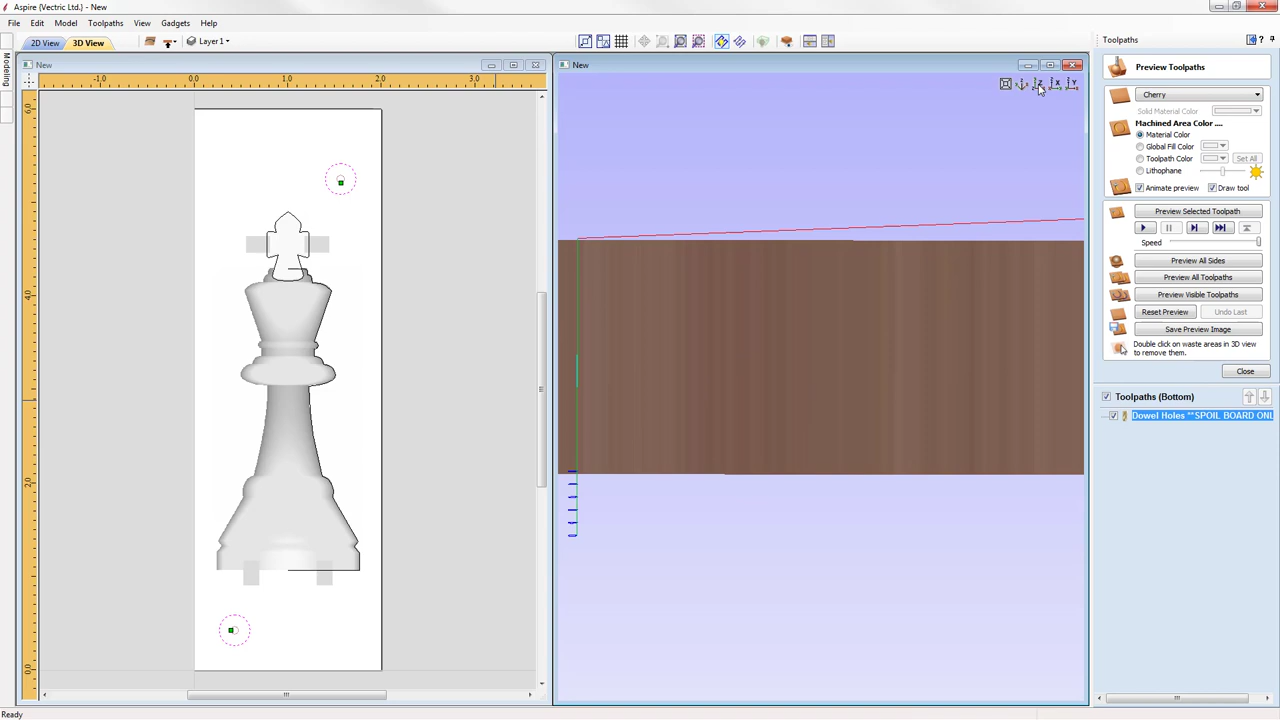 Aspire (Vectric Ltd.) - New
File Edit Model Toolpaths View Gadgets Help
2D View 3D View Layer 1
Modeling
New
-1.0 0.0 1.0 2.0 3.0
6.0
4.0
2.0
0.0
New
Z X Y
Toolpaths
Preview Toolpaths
Cherry
Solid Material Color
Machined Area Color ....
Material Color
Global Fill Color
Toolpath Color Set All
Lithophane
Animate preview Draw tool
Preview Selected Toolpath
Speed
Preview All Sides
Preview All Toolpaths
Preview Visible Toolpaths
Reset Preview Undo Last
Save Preview Image
Double click on waste areas in 3D view
to remove them.
Close
Toolpaths (Bottom)
Dowel Holes **SPOIL BOARD ONL
Ready